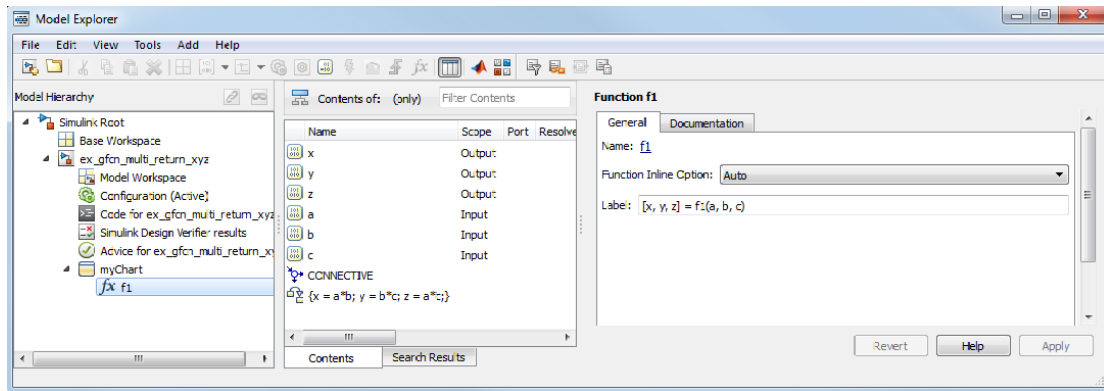 Model Explorer
File Edit View Tools Add Help
Model Hierarchy
Simulink Root
Base Workspace
ex_gfcn_multi_return_xyz
Model Workspace
Configuration (Active)
Code for ex_gfcn_multi_return_xyz
Simulink Design Verifier results
Advice for ex_gfcn_multi_return_xy
myChart
fx f1
Contents of: (only) Filter Contents
Name Scope Port Resolve
x Output
y Output
z Output
a Input
b Input
c Input
CONNECTIVE
{x = a*b; y = b*c; z = a*c;}
Contents Search Results
Function f1
General Documentation
Name: f1
Function Inline Option: Auto
Label: [x, y, z] = f1(a, b, c)
Revert Help Apply